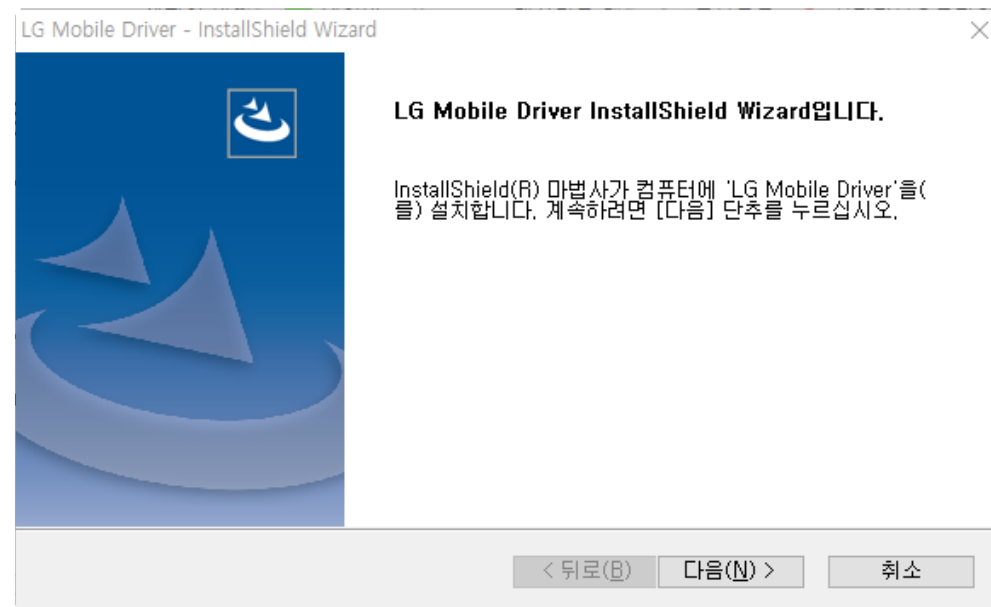 LG Mobile Driver - InstallShield Wizard
LG Mobile Driver InstallShield Wizard입니다.
InstallShield(R) 마법사가 컴퓨터에 'LG Mobile Driver'을(
를) 설치합니다. 계속하려면 [다음] 단추를 누르십시오.
< 뒤로(B) 다음(N) > 취소